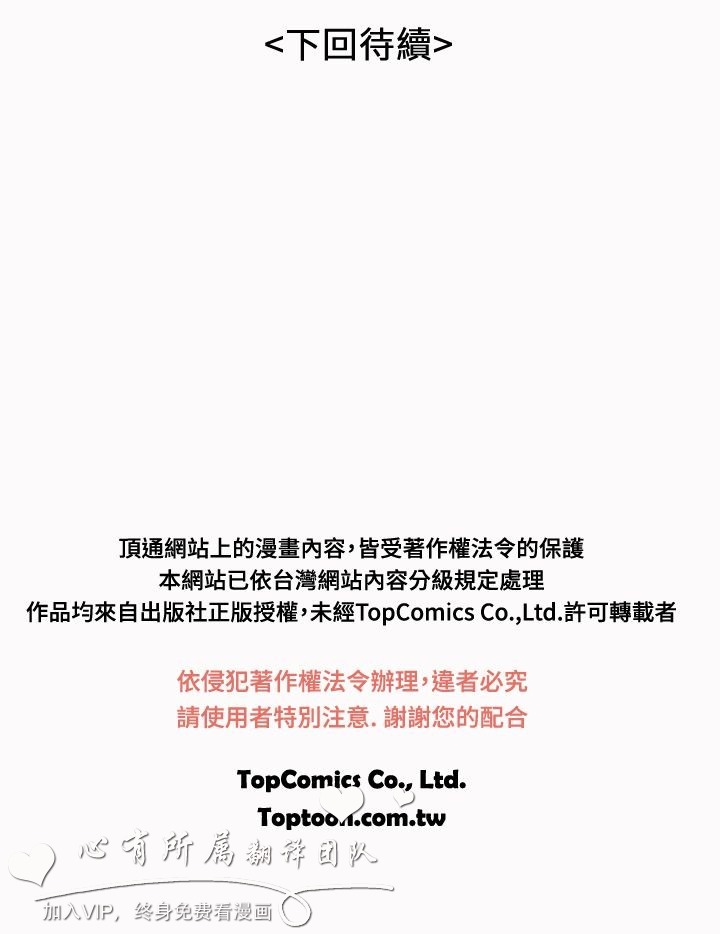 <下回待續>
頂通網站上的漫畫內容，皆受著作權法令的保護
本網站已依台灣網站內容分級規定處理
作品均來自出版社正版授權，未經TopComics Co.,Ltd.許可轉載者
依侵犯著作權法令辦理，違者必究
請使用者特別注意. 謝謝您的配合
TopComics Co., Ltd.
Toptoon.com.tw
心有所属翻译团队
加入VIP，终身免费看漫画